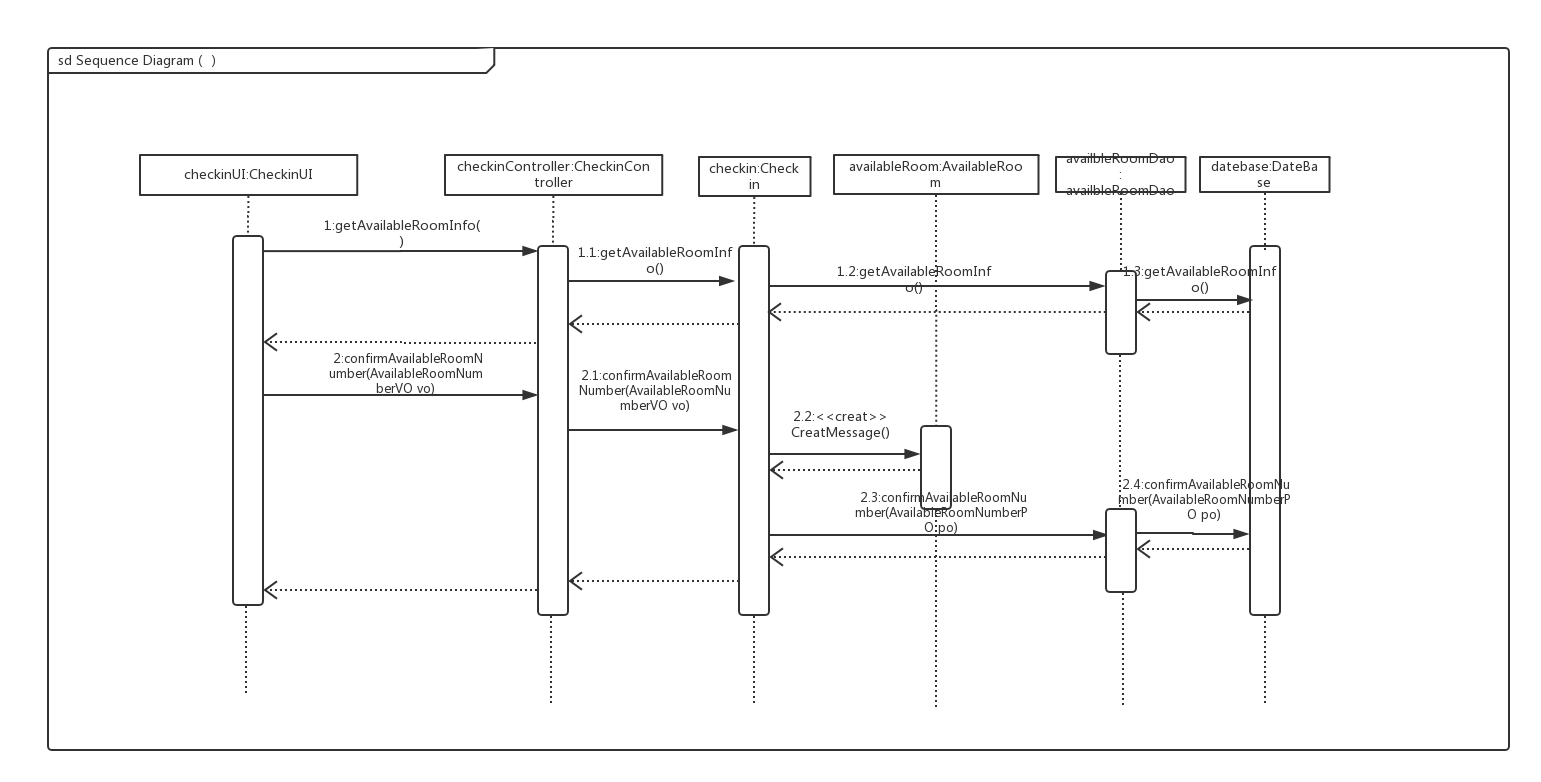 sd Sequence Diagram (  )
checkinUI:CheckinUI
checkinController:CheckinCon
troller
checkin:Check
in
availableRoom:AvailableRoo
m
availbleRoomDao
:
availbleRoomDao
datebase:DateBa
se
1:getAvailableRoomInfo(
)
1.1:getAvailableRoomInf
o()
1.2:getAvailableRoomInf
o()
1.3:getAvailableRoomInf
o()
2:confirmAvailableRoomN
umber(AvailableRoomNum
berVO vo)
2.1:confirmAvailableRoom
Number(AvailableRoomNu
mberVO vo)
2.2:<<creat>>
CreatMessage()
2.3:confirmAvailableRoomNu
mber(AvailableRoomNumberP
O po)
2.4:confirmAvailableRoomNu
mber(AvailableRoomNumberP
O po)